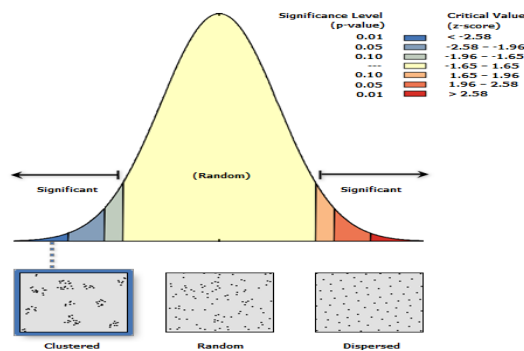 Significance Level Critical Value
(p-value) (z-score)
0.01 < -2.58
0.05 -2.58 – -1.96
0.10 -1.96 – -1.65
--- -1.65 – 1.65
0.10 1.65 – 1.96
0.05 1.96 – 2.58
0.01 > 2.58
(Random)
Significant Significant
Clustered Random Dispersed